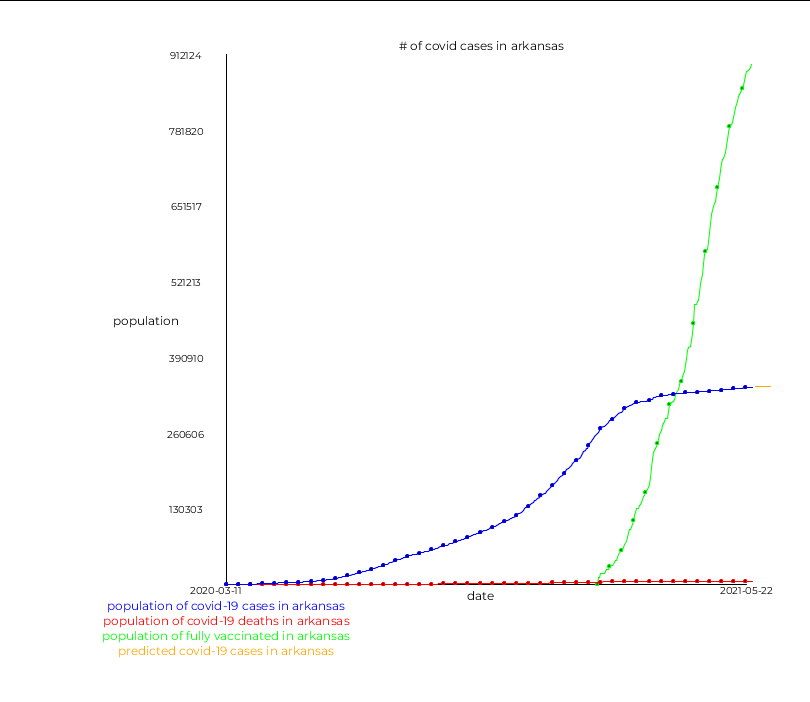 # of covid cases in arkansas
912124
781820
651517
521213
population
390910
260606
130303
2020-03-11
2021-05-22
date
population of covid-19 cases in arkansas
population of covid-19 deaths in arkansas
population of fully vaccinated in arkansas
predicted covid-19 cases in arkansas